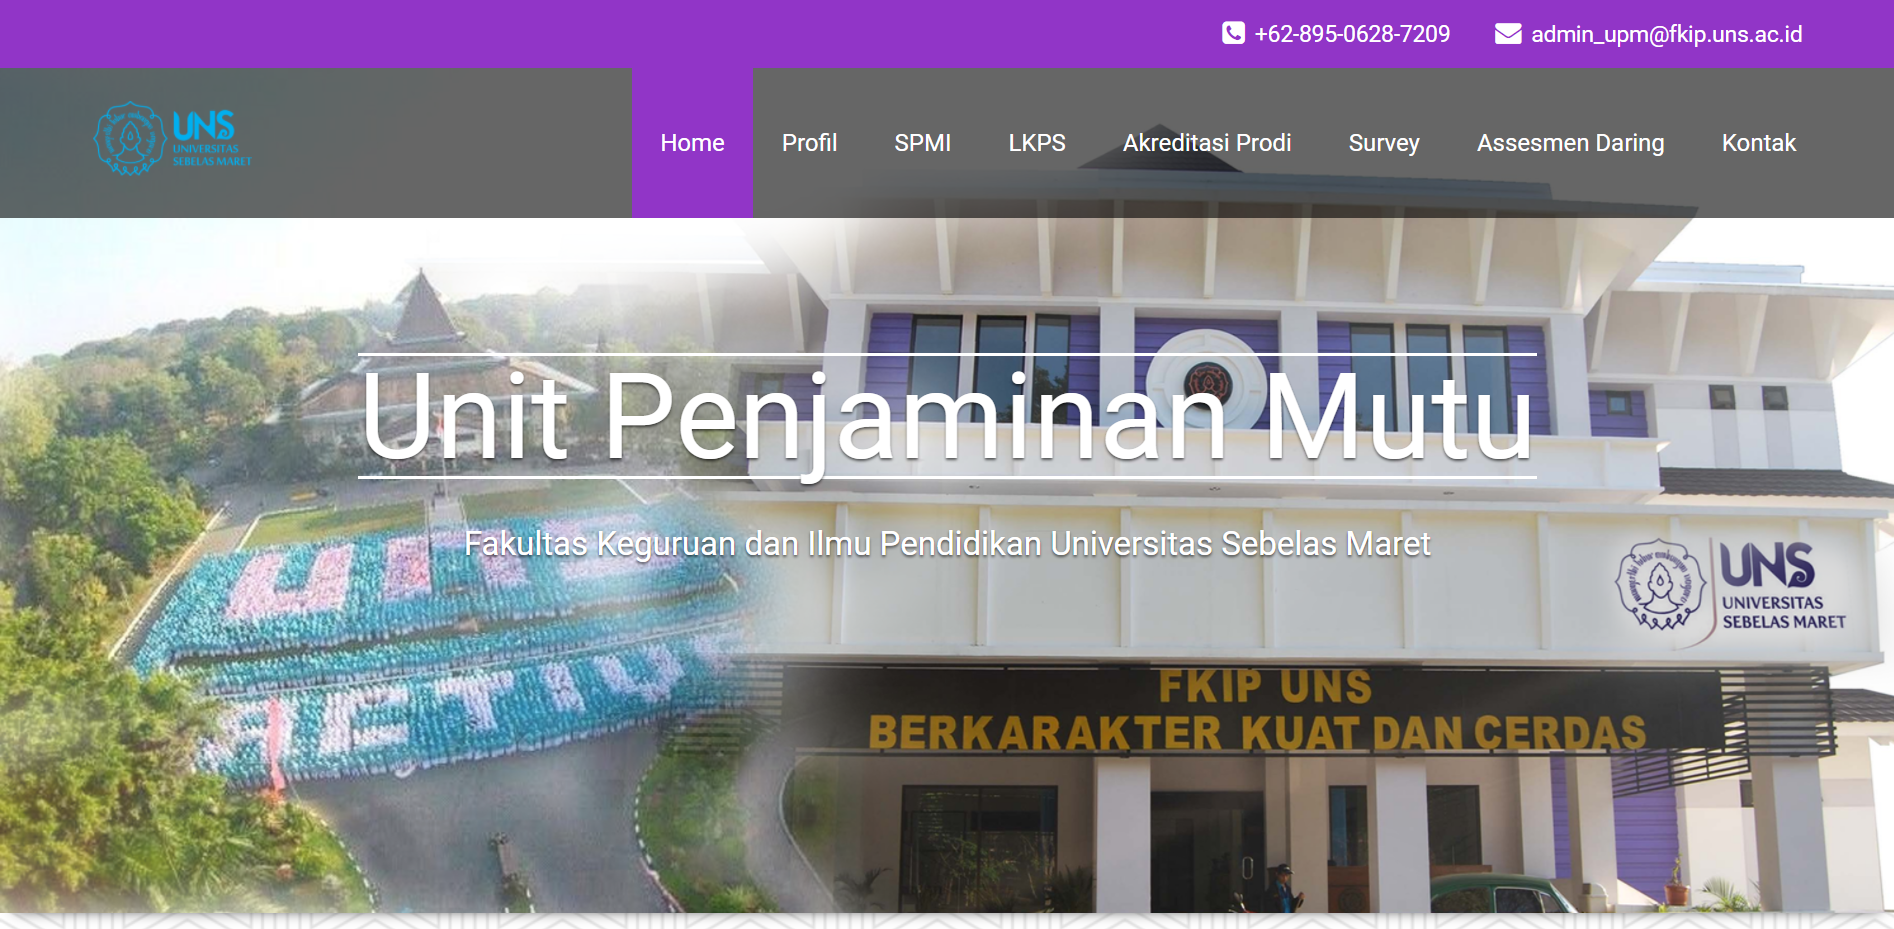 +62-895-0628-7209 admin_upm@fkip.uns.ac.id
UNS
UNIVERSITAS
SEBELAS MARET
Home Profil SPMI LKPS Akreditasi Prodi Survey Assesmen Daring Kontak
Unit Penjaminan Mutu
Fakultas Keguruan dan Ilmu Pendidikan Universitas Sebelas Maret
UNS
UNIVERSITAS
SEBELAS MARET
UNS
FKIP UNS
BERKARAKTER KUAT DAN CERDAS